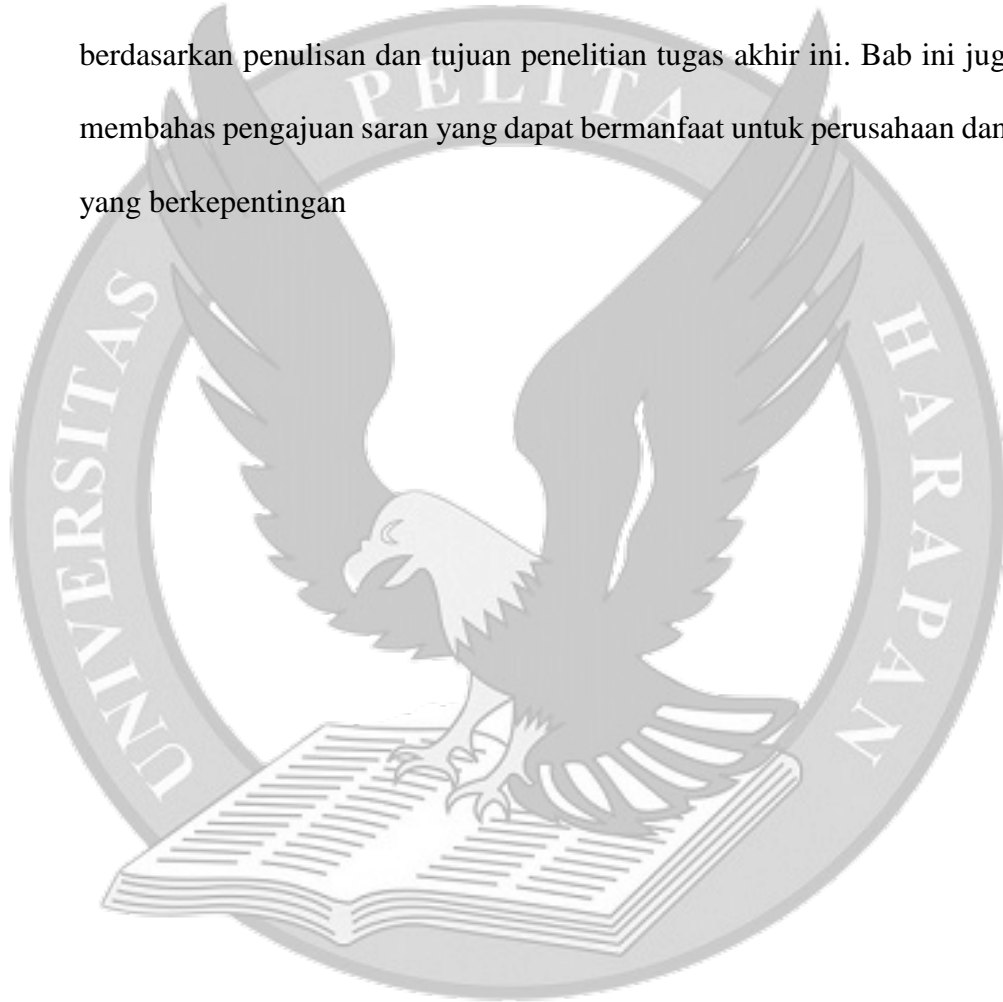 berdasarkan penulisan dan tujuan penelitian tugas akhir ini. Bab ini jug
membahas pengajuan saran yang dapat bermanfaat untuk perusahaan dan
yang berkepentingan
UNIVERSITAS PELITA HARAPAN